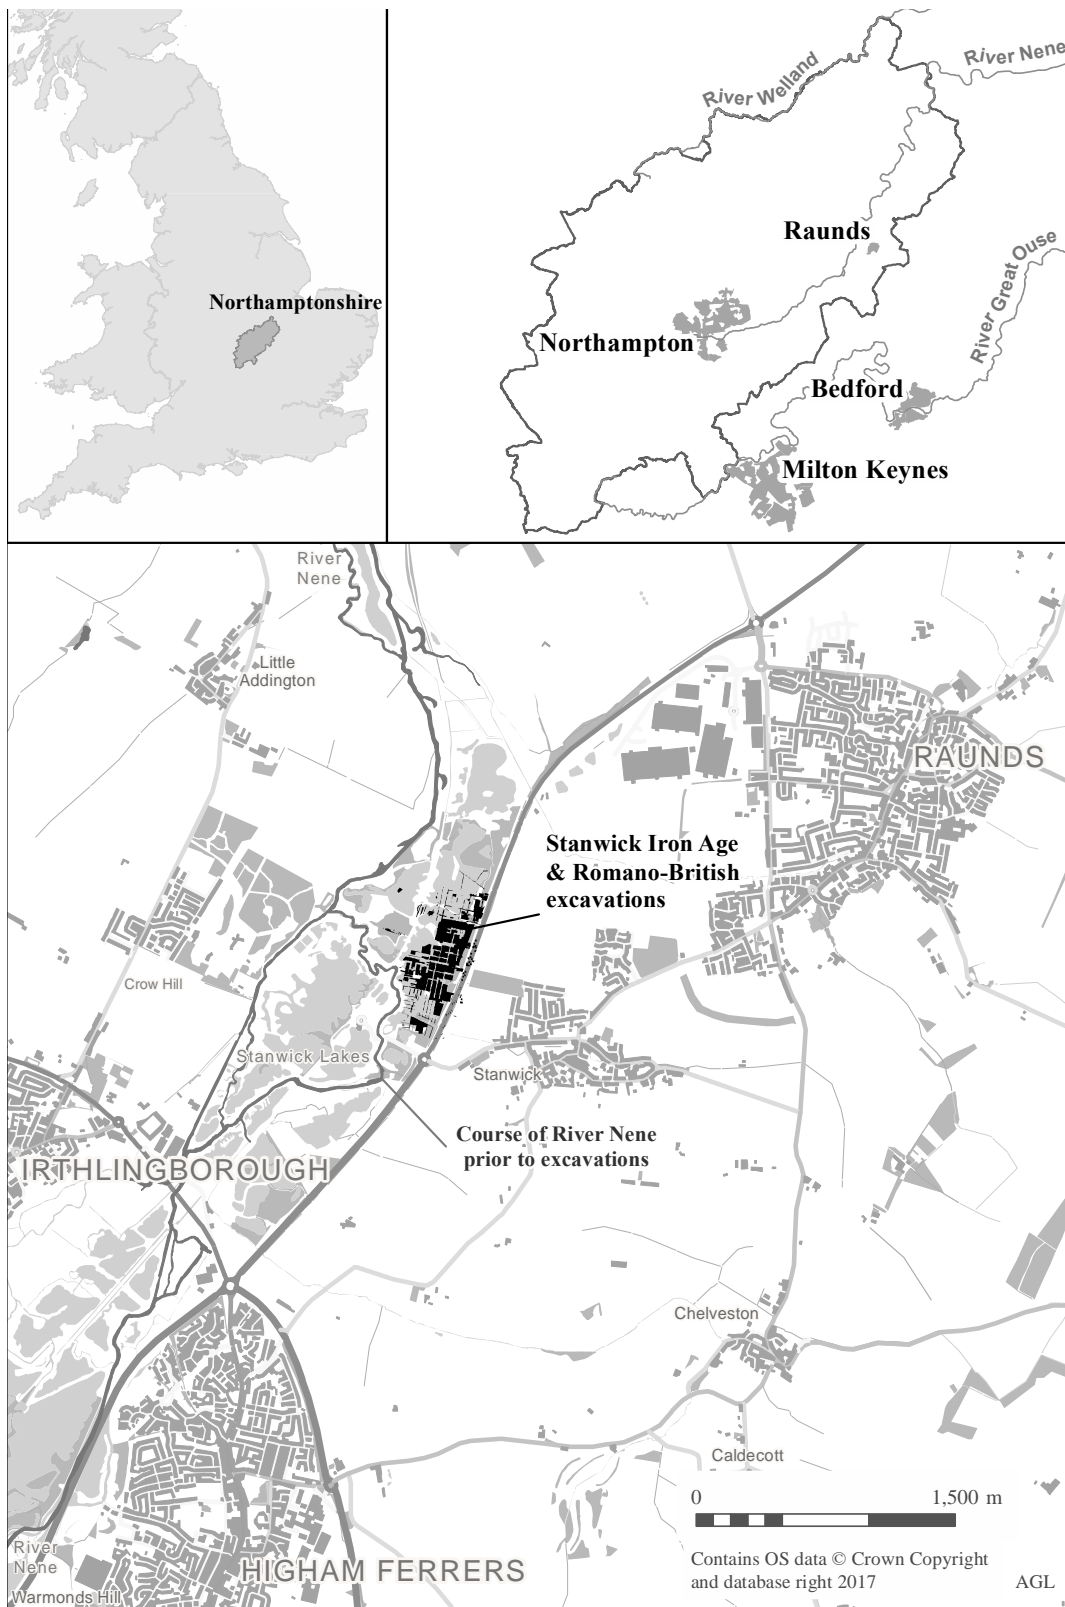 Northamptonshire
River Welland
River Nene
Raunds
River Great Ouse
Northampton
Bedford
Milton Keynes
River
Nene
Little
Addington
RAUNDS
Stanwick Iron Age
& Romano-British
excavations
Crow Hill
Stanwick Lakes
Stanwick
Course of River Nene
prior to excavations
IRTHLINGBOROUGH
Chelveston
Caldecott
0 1,500 m
River
Nene
HIGHAM FERRERS
Contains OS data © Crown Copyright
and database right 2017
AGL
Warmonds Hill